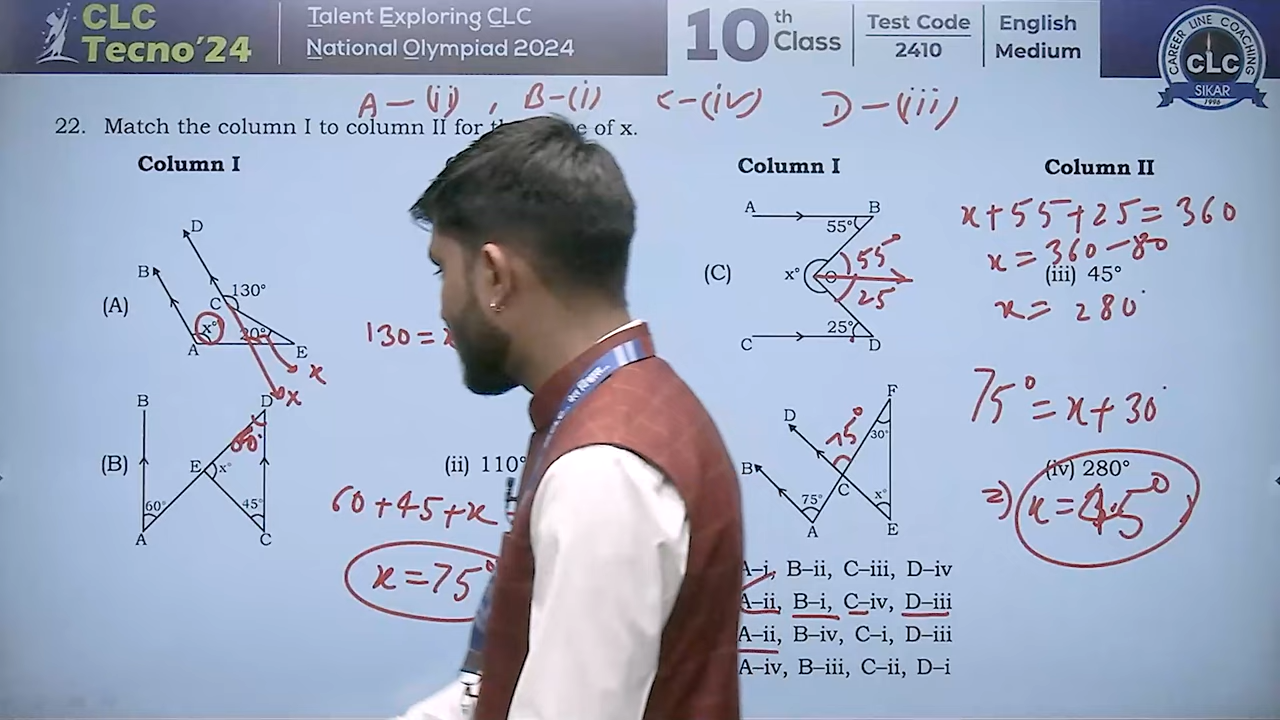 CLC
Tecno'24
Talent Exploring CLC
National Olympiad 2024
10th Class
Test Code
2410
English
Medium
CAREER LINE COACHING
CLC
SIKAR
1996
A-(ii), B-(i) C-(iv) D-(iii)
22. Match the column I to column II for of x.
Column I
(A)
D
B
C
130°
x°
20°
A
E
x
x
130=
(B)
B
D
60°
E
x°
60°
45°
A
C
(ii) 110°
60+45+x
x=75°
Column I
(C)
A
B
55°
x°
O
55°
25
25°
C
D
F
D
75°
30°
B
C
75°
x°
A
E
Column II
x+55+25=360
x=360-80
(iii) 45°
x= 280°
75°=x+30°
(iv) 280°
x=45°
A–i, B–ii, C–iii, D–iv
A–ii, B–i, C–iv, D–iii
A–ii, B–iv, C–i, D–iii
A–iv, B–iii, C–ii, D–i